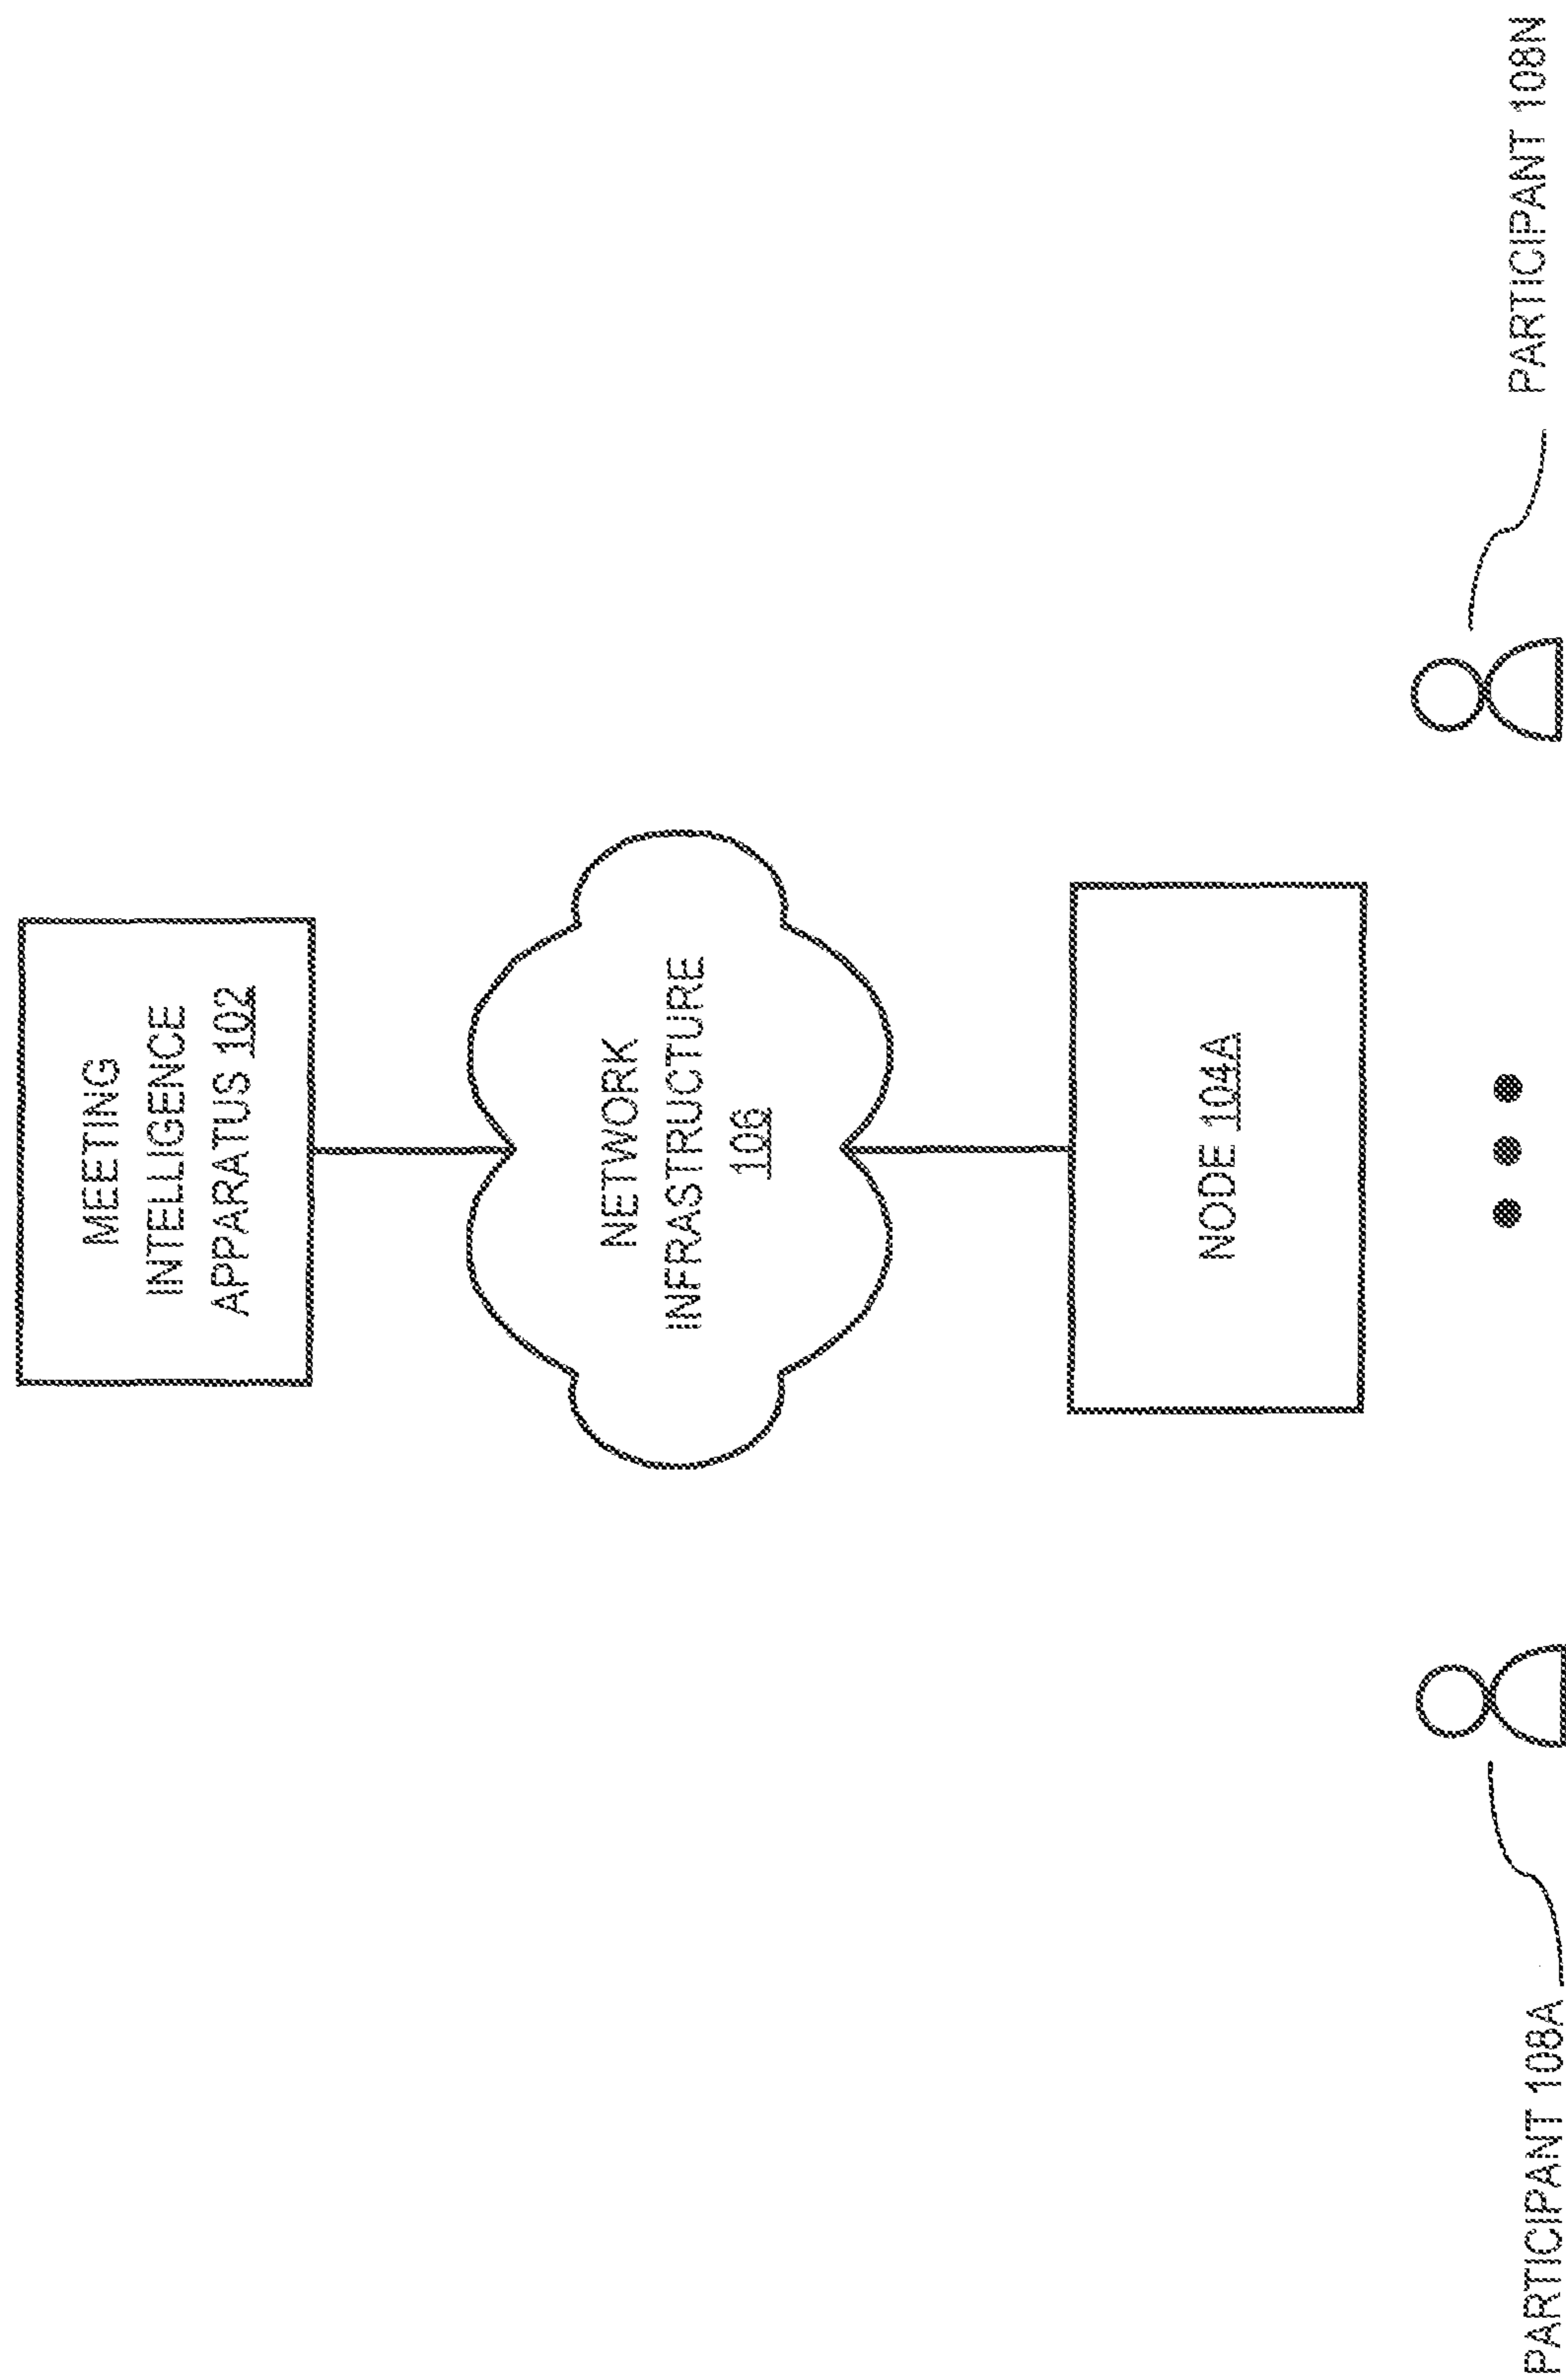 MEETING
INTELLIGENCE
APPARATUS 102
NETWORK
INFRASTRUCTURE
106
NODE 104A
PARTICIPANT 108A
PARTICIPANT 108N